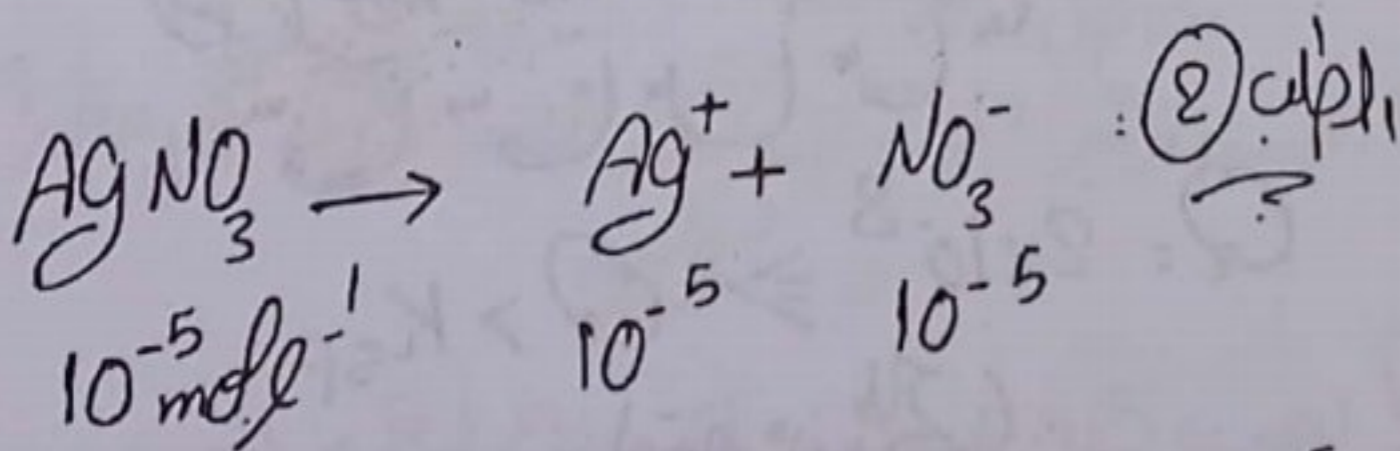 AgNO₃ → Ag⁺ + NO₃⁻ : ②
10⁻⁵ mol.l⁻¹ 10⁻⁵ 10⁻⁵